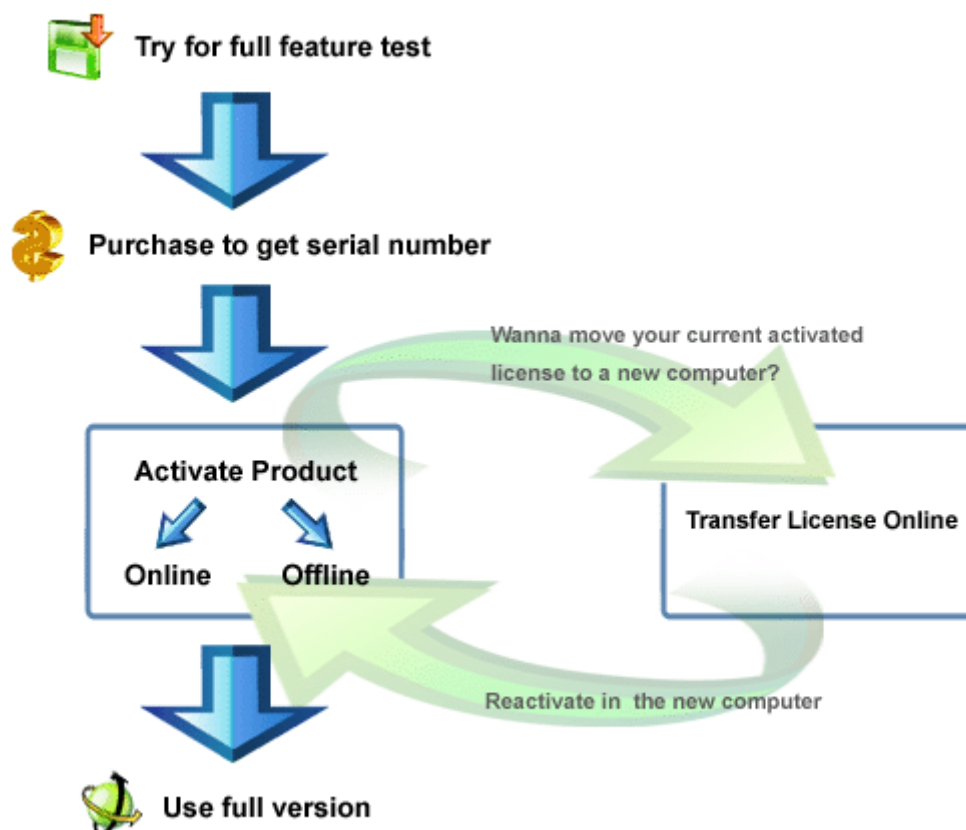 Try for full feature test
Purchase to get serial number
Wanna move your current activated
license to a new computer?
Activate Product
Online Offline
Transfer License Online
Reactivate in the new computer
Use full version